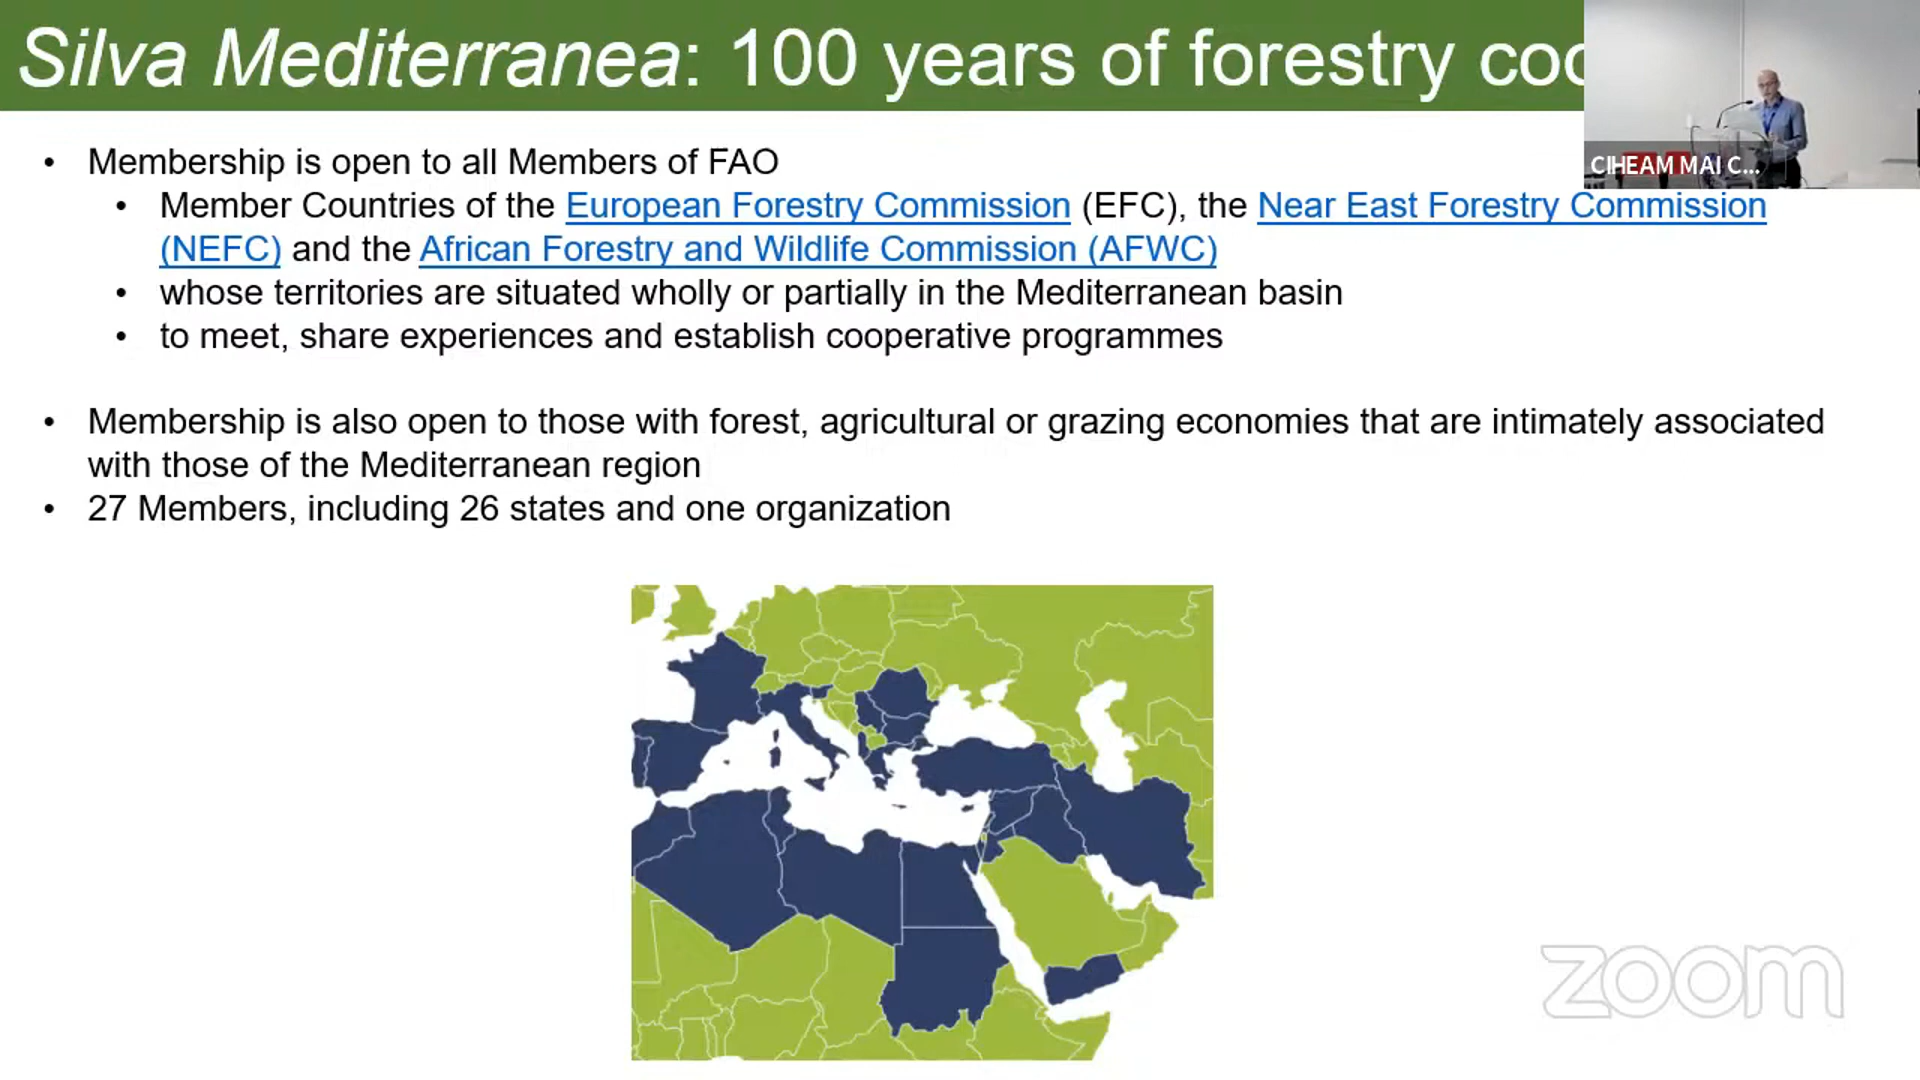 Silva Mediterranea: 100 years of forestry coo
CIHEAM MAI C...
• Membership is open to all Members of FAO
• Member Countries of the European Forestry Commission (EFC), the Near East Forestry Commission
(NEFC) and the African Forestry and Wildlife Commission (AFWC)
• whose territories are situated wholly or partially in the Mediterranean basin
• to meet, share experiences and establish cooperative programmes
• Membership is also open to those with forest, agricultural or grazing economies that are intimately associated
with those of the Mediterranean region
• 27 Members, including 26 states and one organization
zoom